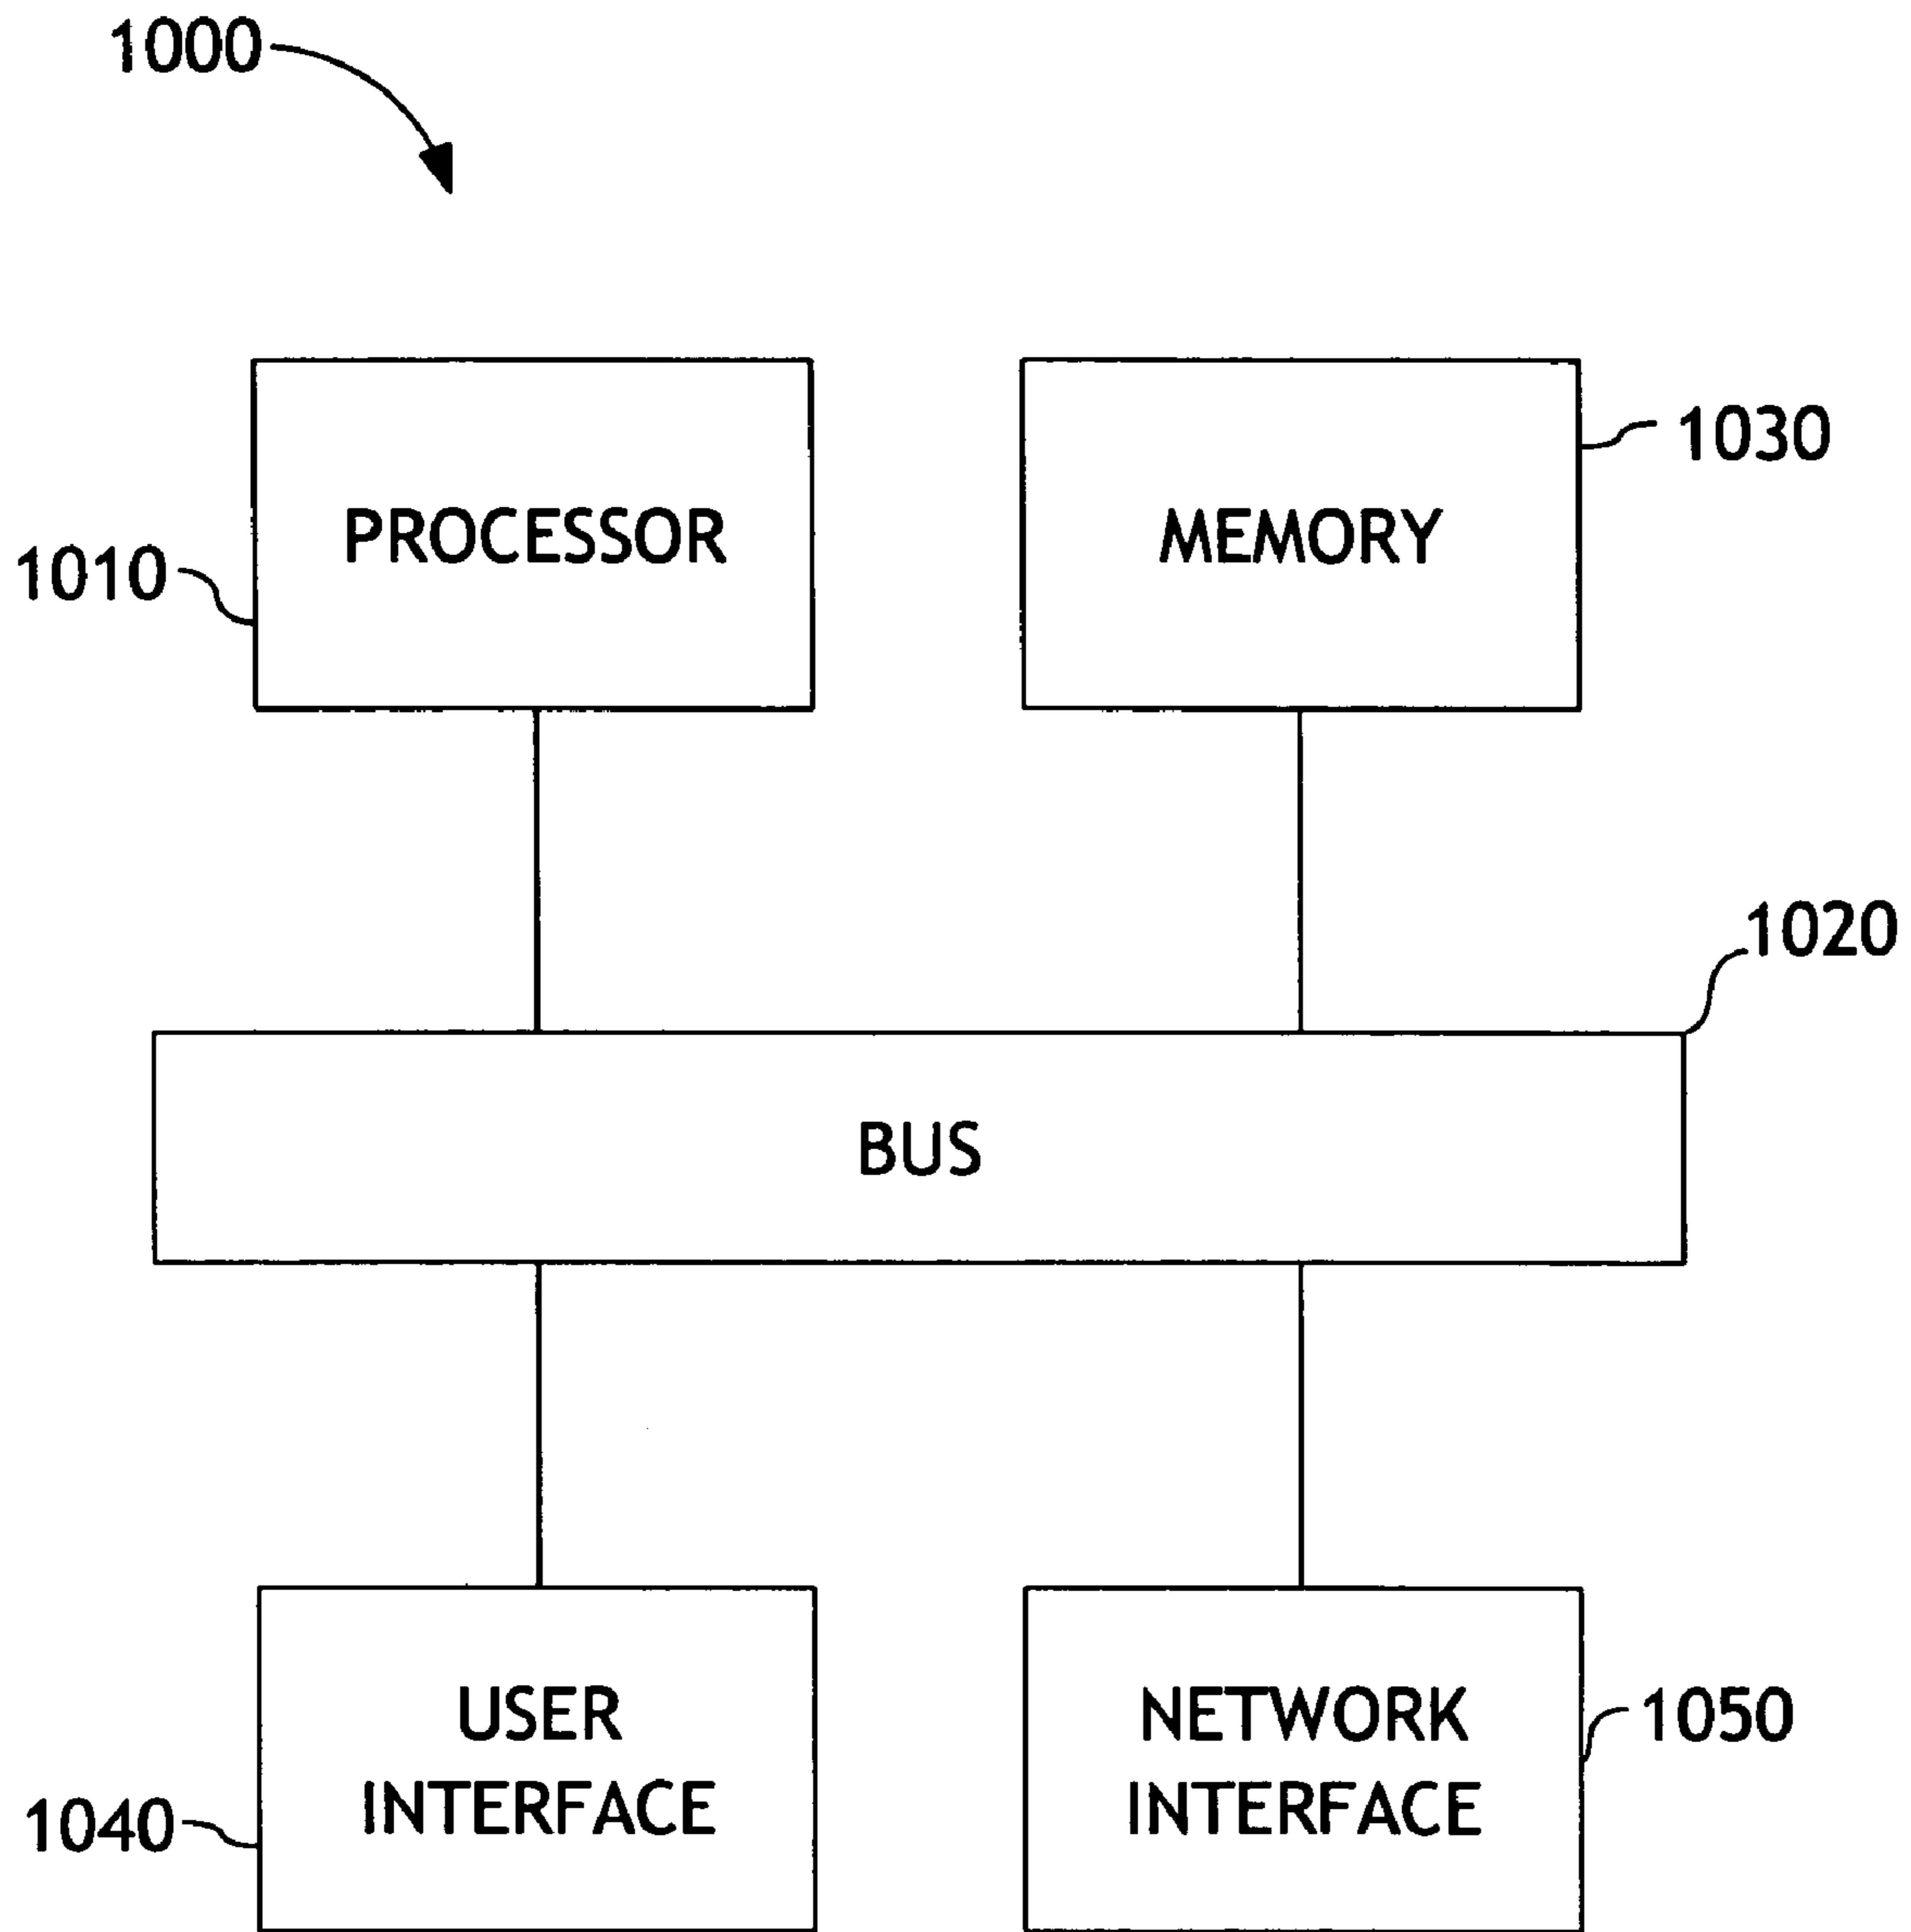 1000
PROCESSOR
1010
MEMORY
1030
1020
BUS
USER
INTERFACE
1040
NETWORK
INTERFACE
1050